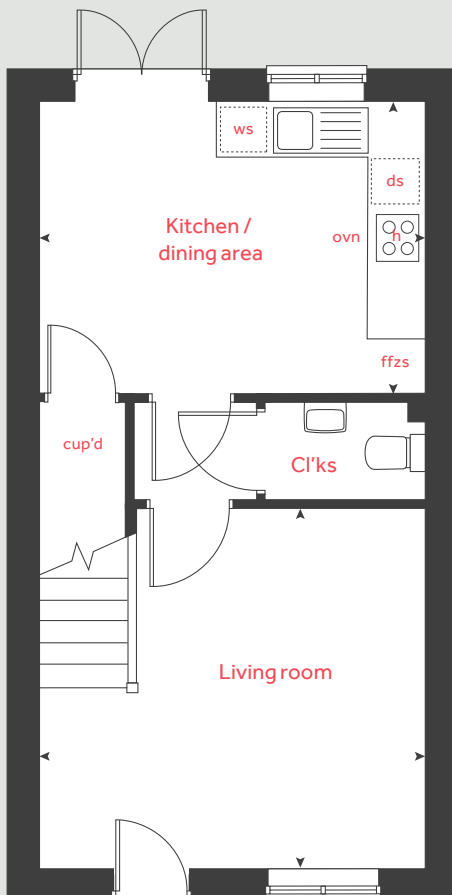 ws
ds
Kitchen /
dining area
ovn
h
ffzs
cup'd
Cl'ks
Living room